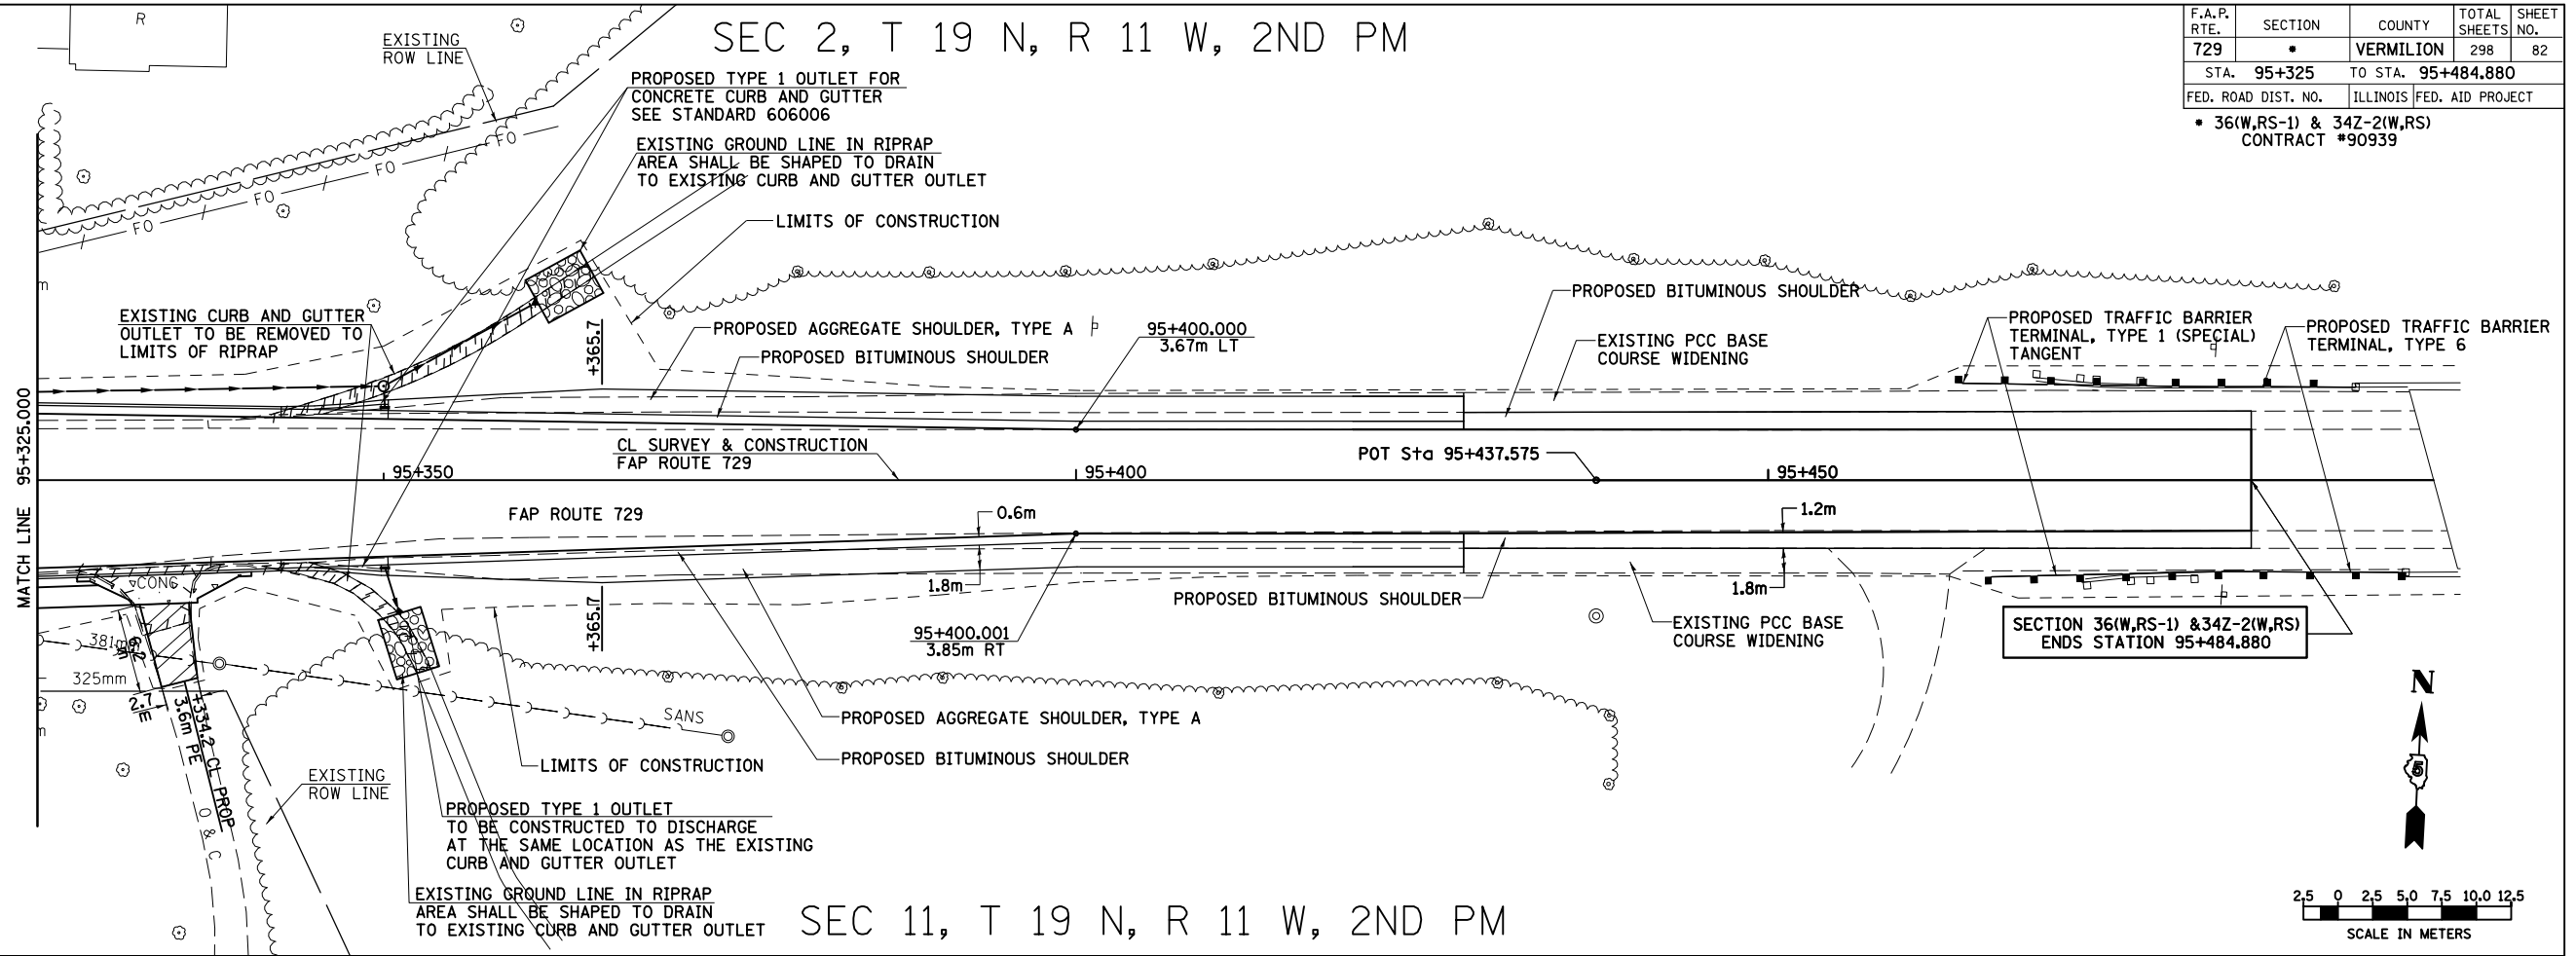 R
EXISTING
ROW LINE
SEC 2, T 19 N, R 11 W, 2ND PM
F.A.P. RTE.
SECTION
COUNTY
TOTAL SHEETS
SHEET NO.
729
*
VERMILION
298
82
STA. 95+325 TO STA. 95+484.880
FED. ROAD DIST. NO.
ILLINOIS
FED. AID PROJECT
* 36(W,RS-1) & 34Z-2(W,RS)
CONTRACT #90939
PROPOSED TYPE 1 OUTLET FOR
CONCRETE CURB AND GUTTER
SEE STANDARD 606006
EXISTING GROUND LINE IN RIPRAP
AREA SHALL BE SHAPED TO DRAIN
TO EXISTING CURB AND GUTTER OUTLET
FO
FO
FO
FO
LIMITS OF CONSTRUCTION
m
EXISTING CURB AND GUTTER
OUTLET TO BE REMOVED TO
LIMITS OF RIPRAP
+365.7
PROPOSED AGGREGATE SHOULDER, TYPE A
PROPOSED BITUMINOUS SHOULDER
95+400.000
3.67m LT
PROPOSED BITUMINOUS SHOULDER
EXISTING PCC BASE
COURSE WIDENING
PROPOSED TRAFFIC BARRIER
TERMINAL, TYPE 1 (SPECIAL)
TANGENT
PROPOSED TRAFFIC BARRIER
TERMINAL, TYPE 6
MATCH LINE 95+325.000
CL SURVEY & CONSTRUCTION
FAP ROUTE 729
95+350
95+400
POT Sta 95+437.575
95+450
FAP ROUTE 729
0.6m
1.2m
1.8m
1.8m
CONC
+365.7
PROPOSED BITUMINOUS SHOULDER
95+400.001
3.85m RT
EXISTING PCC BASE
COURSE WIDENING
SECTION 36(W,RS-1) &34Z-2(W,RS)
ENDS STATION 95+484.880
325mm
2.7
m
3.6m PE
+334.2 CL PROP
SANS
m
O & C
PROPOSED AGGREGATE SHOULDER, TYPE A
PROPOSED BITUMINOUS SHOULDER
LIMITS OF CONSTRUCTION
EXISTING
ROW LINE
PROPOSED TYPE 1 OUTLET
TO BE CONSTRUCTED TO DISCHARGE
AT THE SAME LOCATION AS THE EXISTING
CURB AND GUTTER OUTLET
EXISTING GROUND LINE IN RIPRAP
AREA SHALL BE SHAPED TO DRAIN
TO EXISTING CURB AND GUTTER OUTLET
SEC 11, T 19 N, R 11 W, 2ND PM
N
5
2.5 0 2.5 5.0 7.5 10.0 12.5
SCALE IN METERS